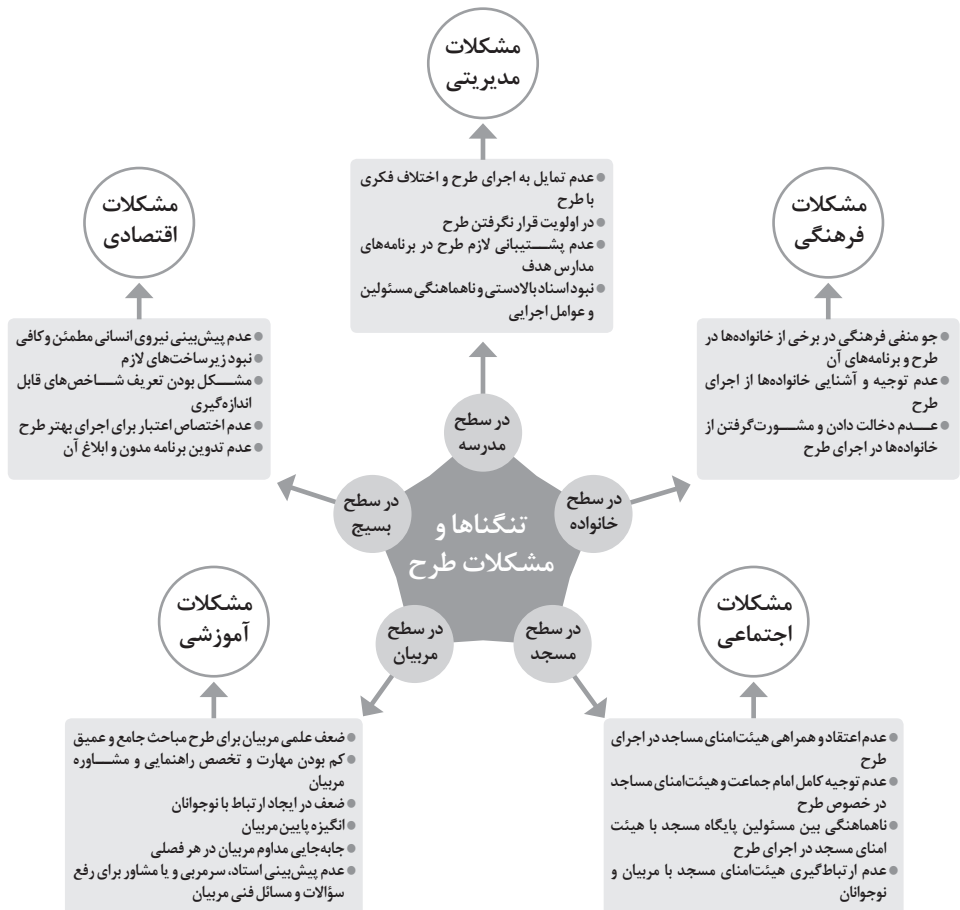 مشکلات
مدیریتی
عدم تمایل به اجرای طرح و اختلاف فکری
با طرح
در اولویت قرار نگرفتن طرح
عدم پشتیبانی لازم طرح در برنامه‌های
مدارس هدف
نبود اسناد بالادستی و ناهماهنگی مسئولین
و عوامل اجرایی
در سطح
مدرسه
مشکلات
فرهنگی
جو منفی فرهنگی در برخی از خانواده‌ها در
طرح و برنامه‌های آن
عدم توجیه و آشنایی خانواده‌ها از اجرای
طرح
عدم دخالت دادن و مشورت‌گرفتن از
خانواده‌ها در اجرای طرح
در سطح
خانواده
مشکلات
اقتصادی
عدم پیش‌بینی نیروی انسانی مطمئن و کافی
نبود زیرساخت‌های لازم
مشکل بودن تعریف شاخص‌های قابل
اندازه‌گیری
عدم اختصاص اعتبار برای اجرای بهتر طرح
عدم تدوین برنامه مدون و ابلاغ آن
در سطح
بسیج
تنگناها و
مشکلات طرح
در سطح
مسجد
مشکلات
اجتماعی
عدم اعتقاد و همراهی هیئت‌امنای مساجد در اجرای
طرح
عدم توجیه کامل امام جماعت و هیئت‌امنای مساجد
در خصوص طرح
ناهماهنگی بین مسئولین پایگاه مسجد با هیئت
امنای مسجد در اجرای طرح
عدم ارتباط‌گیری هیئت‌امنای مسجد با مربیان و
نوجوانان
در سطح
مربیان
مشکلات
آموزشی
ضعف علمی مربیان برای طرح مباحث جامع و عمیق
کم بودن مهارت و تخصص راهنمایی و مشاوره
مربیان
ضعف در ایجاد ارتباط با نوجوانان
انگیزه پایین مربیان
جابه‌جایی مداوم مربیان در هر فصلی
عدم پیش‌بینی استاد، سرمربی و یا مشاور برای رفع
سؤالات و مسائل فنی مربیان